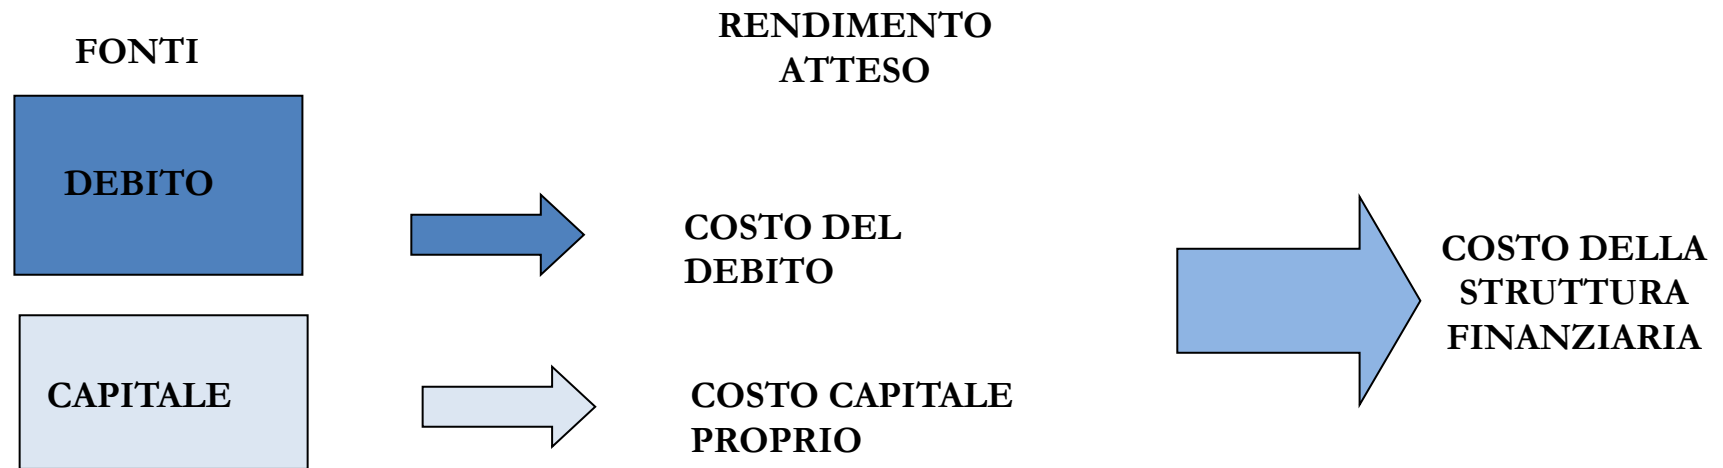 FONTI
RENDIMENTO
ATTESO
DEBITO
COSTO DEL
DEBITO
CAPITALE
COSTO CAPITALE
PROPRIO
COSTO DELLA
STRUTTURA
FINANZIARIA